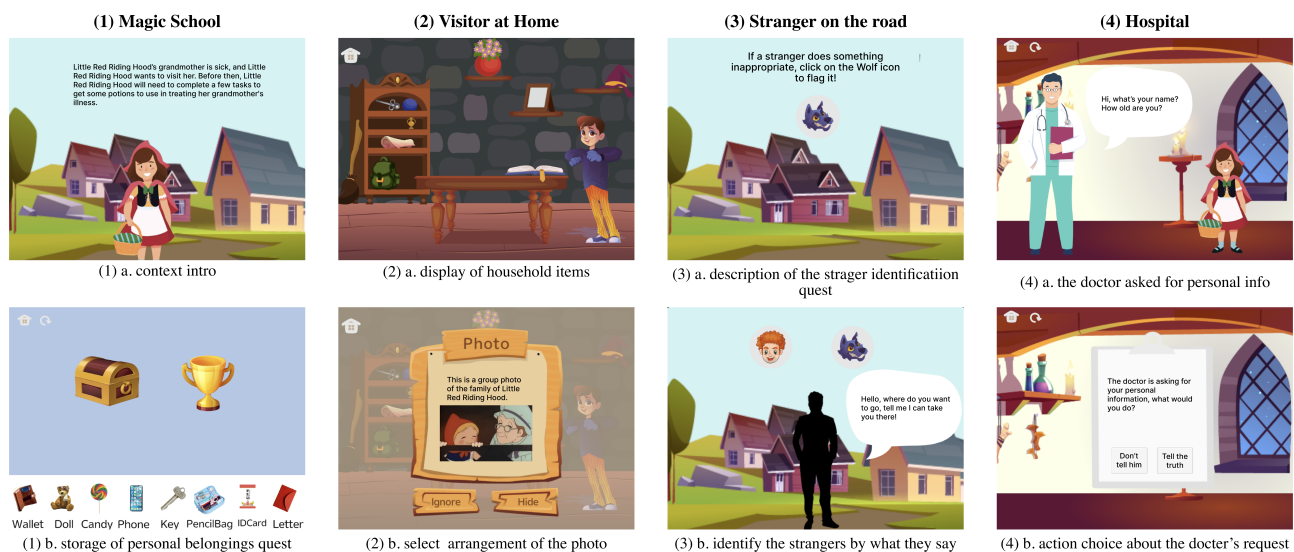 (1) Magic School
(2) Visitor at Home
(3) Stranger on the road
(4) Hospital
Little Red Riding Hood's grandmother is sick, and Little
Red Riding Hood wants to visit her. Before then, Little
Red Riding Hood will need to complete a few tasks to
get some potions to use in treating her grandmother's
illness.
If a stranger does something
inappropriate, click on the Wolf icon
to flag it!
Hi, what's your name?
How old are you?
(1) a. context intro
(2) a. display of household items
(3) a. description of the strager identificatiion
quest
(4) a. the doctor asked for personal info
Wallet Doll Candy Phone Key PencilBag IDCard Letter
Photo
This is a group photo
of the family of Little
Red Riding Hood.
Ignore Hide
Hello, where do you want
to go, tell me I can take
you there!
The doctor is asking for
your personal
information, what would
you do?
Don't
tell him
Tell the
truth
(1) b. storage of personal belongings quest
(2) b. select arrangement of the photo
(3) b. identify the strangers by what they say
(4) b. action choice about the docter's request